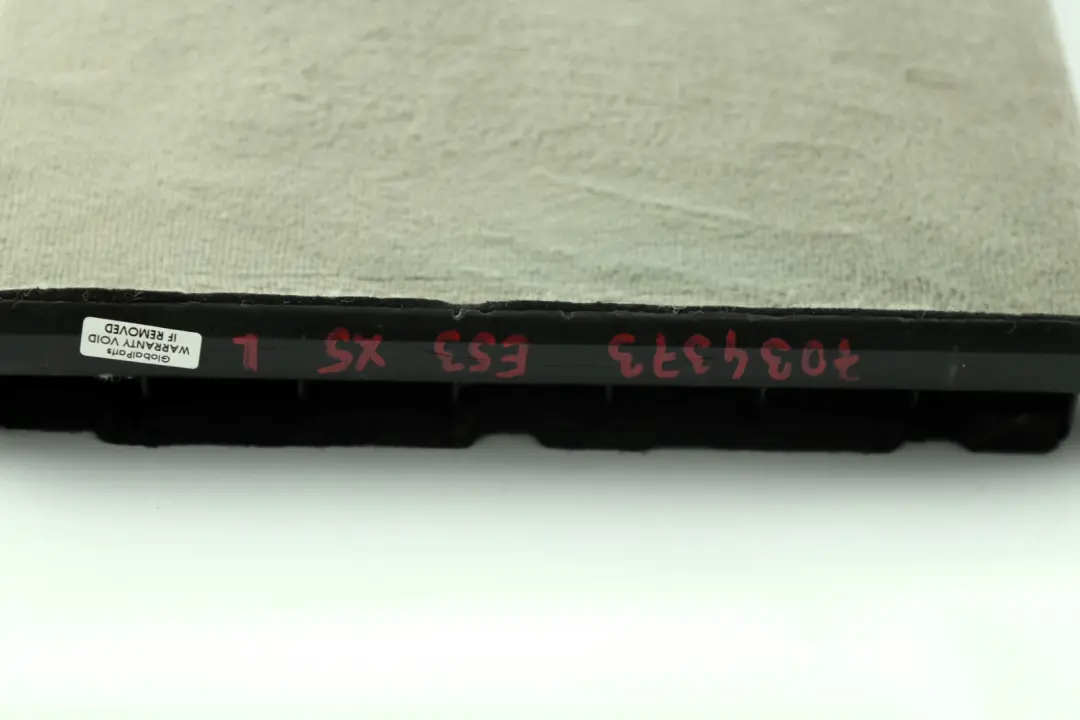 7034373 E53 X5 L
GlobalParts
WARRANTY VOID
IF REMOVED